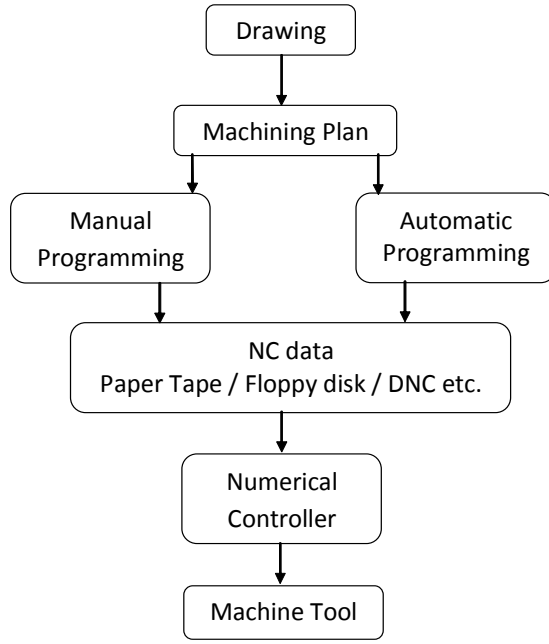 Drawing
Machining Plan
Manual
Programming
Automatic
Programming
NC data
Paper Tape / Floppy disk / DNC etc.
Numerical
Controller
Machine Tool